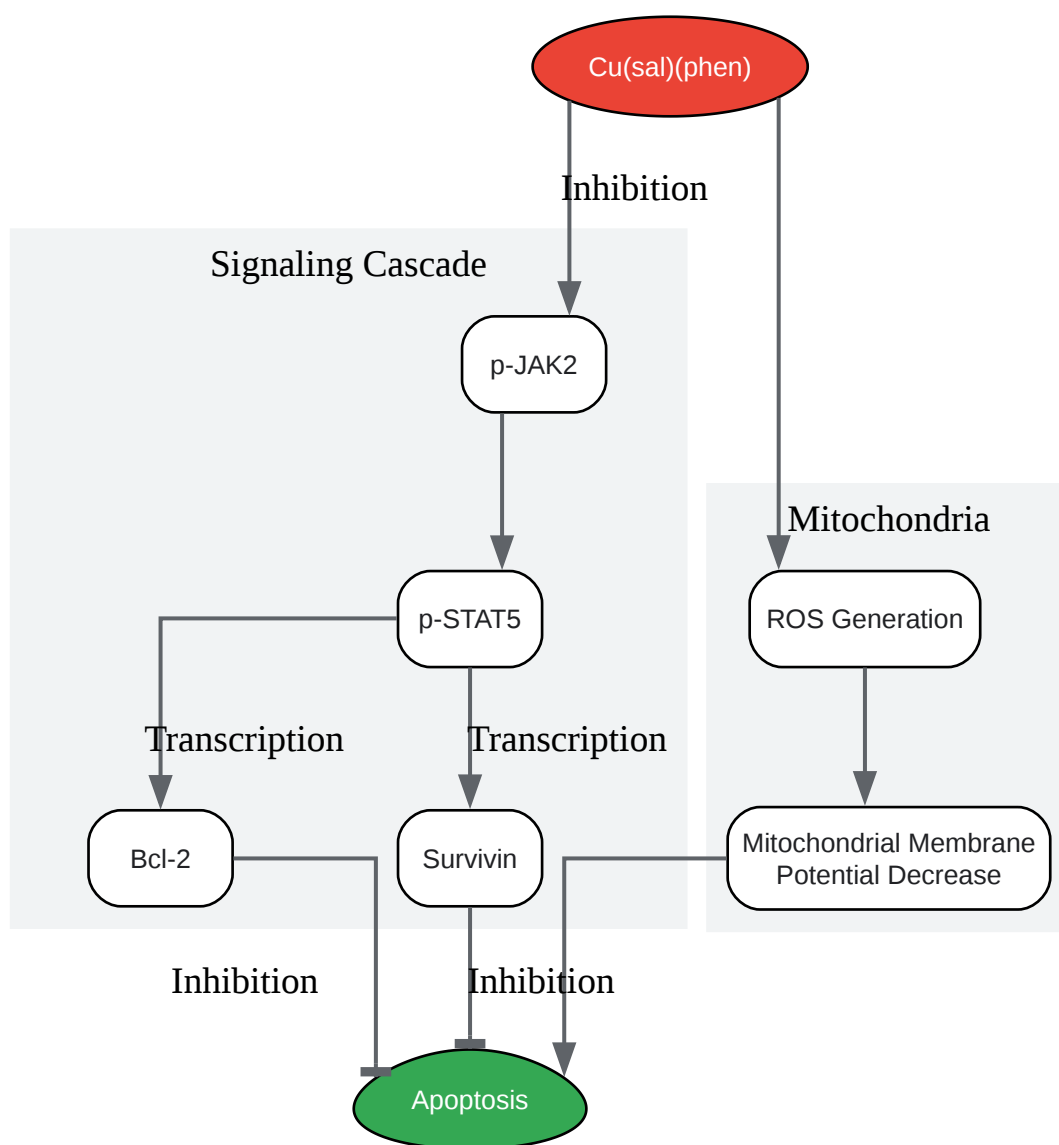 Cu(sal)(phen)
Inhibition
Signaling Cascade
p-JAK2
Mitochondria
p-STAT5
ROS Generation
Transcription
Transcription
Bcl-2
Survivin
Mitochondrial Membrane
Potential Decrease
Inhibition
Inhibition
Apoptosis